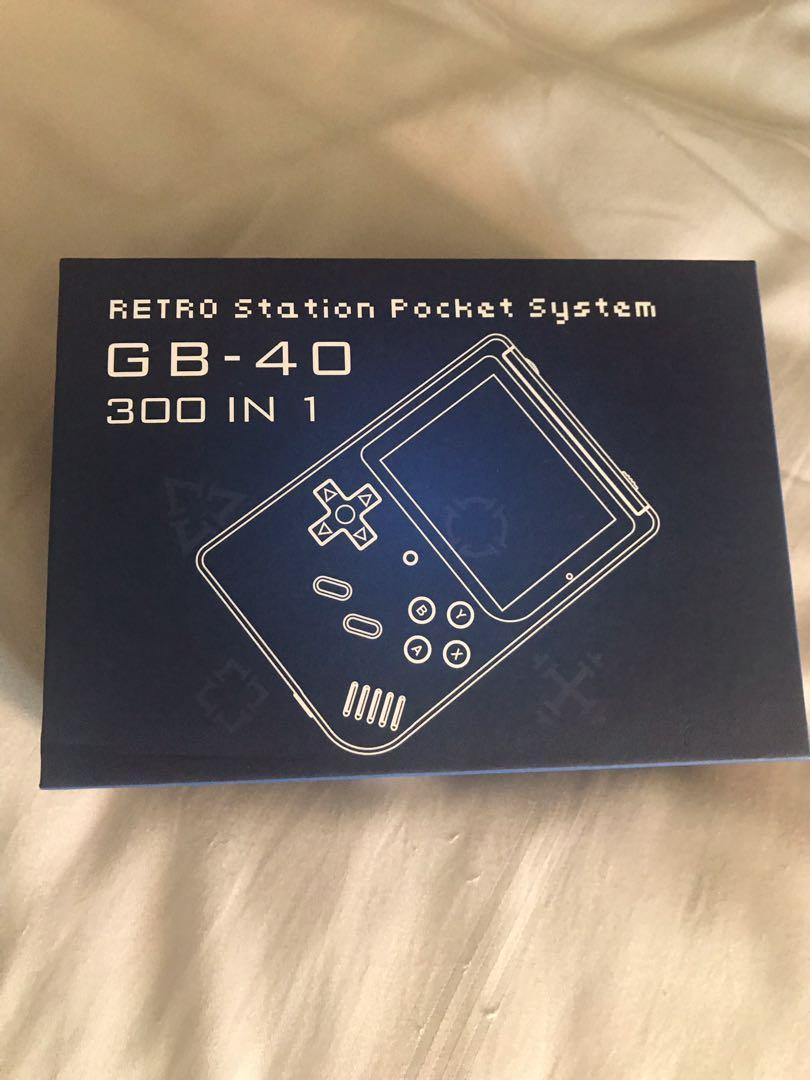 RETRO Station Pocket System
GB-40
300 IN 1
B Y
A X